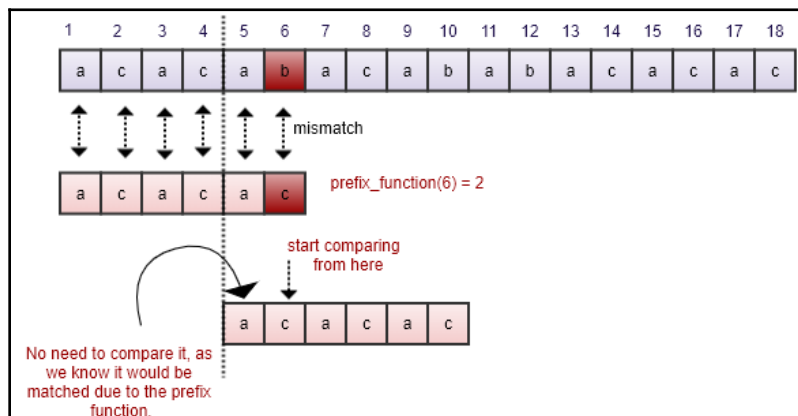 1 2 3 4 5 6 7 8 9 10 11 12 13 14 15 16 17 18
a c a c a b a c a b a b a c a c a c
mismatch
a c a c a c
prefix_function(6) = 2
start comparing
from here
a c a c a c
No need to compare it, as
we know it would be
matched due to the prefix
function.